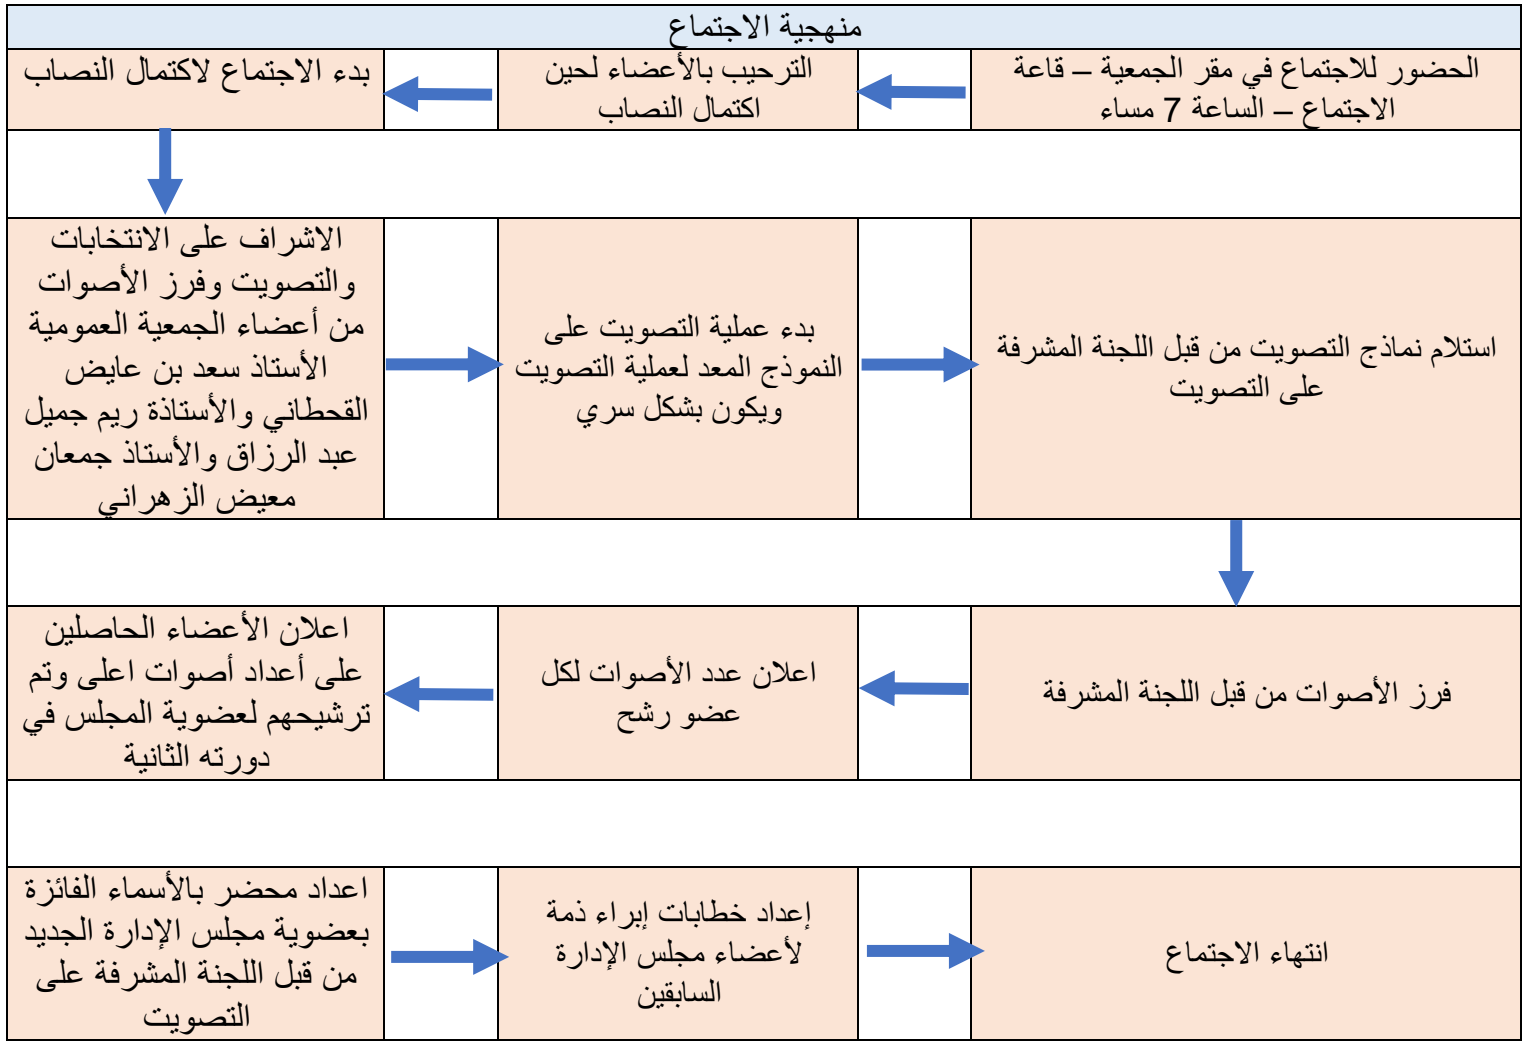 منهجية الاجتماع
الحضور للاجتماع في مقر الجمعية – قاعة
الاجتماع – الساعة 7 مساء
الترحيب بالأعضاء لحين
اكتمال النصاب
بدء الاجتماع لاكتمال النصاب
الاشراف على الانتخابات
والتصويت وفرز الأصوات
من أعضاء الجمعية العمومية
الأستاذ سعد بن عايض
القحطاني والأستاذة ريم جميل
عبد الرزاق والأستاذ جمعان
معيض الزهراني
بدء عملية التصويت على
النموذج المعد لعملية التصويت
ويكون بشكل سري
استلام نماذج التصويت من قبل اللجنة المشرفة
على التصويت
فرز الأصوات من قبل اللجنة المشرفة
اعلان عدد الأصوات لكل
عضو رشح
اعلان الأعضاء الحاصلين
على أعداد أصوات اعلى وتم
ترشيحهم لعضوية المجلس في
دورته الثانية
اعداد محضر بالأسماء الفائزة
بعضوية مجلس الإدارة الجديد
من قبل اللجنة المشرفة على
التصويت
إعداد خطابات إبراء ذمة
لأعضاء مجلس الإدارة
السابقين
انتهاء الاجتماع